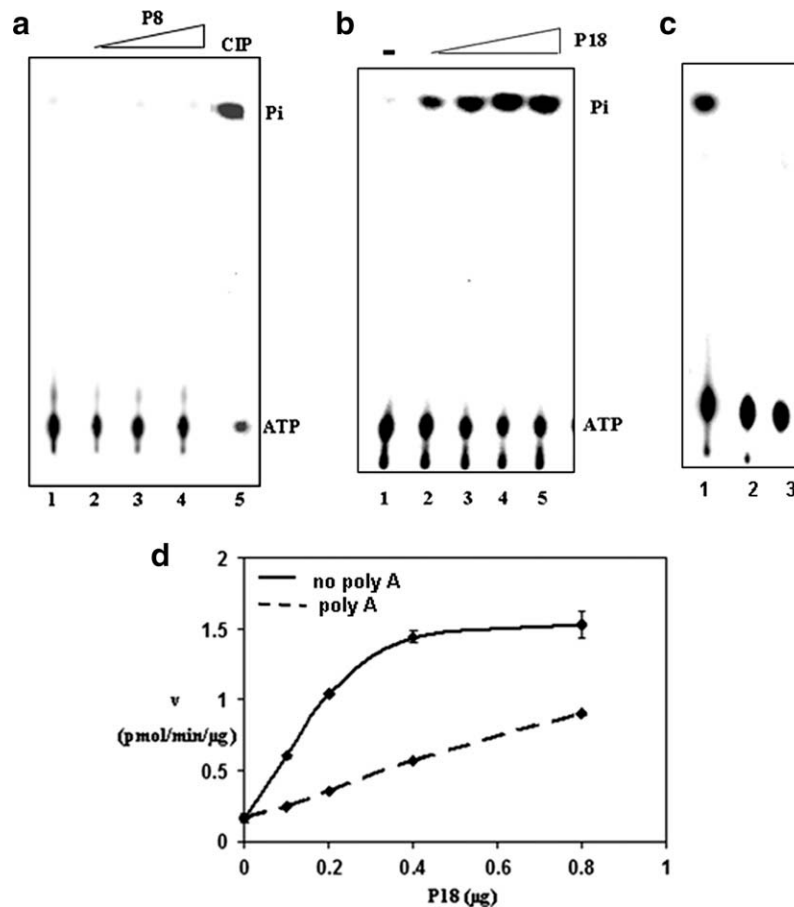 a
P8
CIP
Pi
ATP
1 2 3 4 5
b
- P18
Pi
ATP
1 2 3 4 5
c
1 2 3
d
2
1.5
1
0.5
0
no poly A
poly A
v
(pmol/min/µg)
0 0.2 0.4 0.6 0.8 1
P18 (µg)